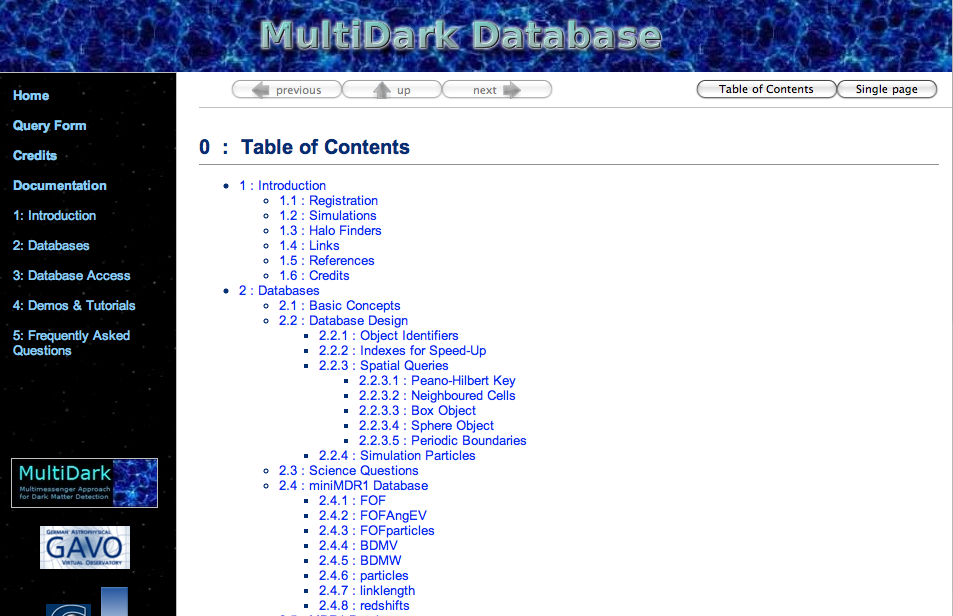 MultiDark Database
Home
Query Form
Credits
Documentation
1: Introduction
2: Databases
3: Database Access
4: Demos & Tutorials
5: Frequently Asked
Questions
MultiDark
Multimessenger Approach
for Dark Matter Detection
German Astrophysical
GAVO
Virtual Observatory
previous
up
next
Table of Contents
Single page
0 : Table of Contents
1 : Introduction
1.1 : Registration
1.2 : Simulations
1.3 : Halo Finders
1.4 : Links
1.5 : References
1.6 : Credits
2 : Databases
2.1 : Basic Concepts
2.2 : Database Design
2.2.1 : Object Identifiers
2.2.2 : Indexes for Speed-Up
2.2.3 : Spatial Queries
2.2.3.1 : Peano-Hilbert Key
2.2.3.2 : Neighboured Cells
2.2.3.3 : Box Object
2.2.3.4 : Sphere Object
2.2.3.5 : Periodic Boundaries
2.2.4 : Simulation Particles
2.3 : Science Questions
2.4 : miniMDR1 Database
2.4.1 : FOF
2.4.2 : FOFAngEV
2.4.3 : FOFparticles
2.4.4 : BDMV
2.4.5 : BDMW
2.4.6 : particles
2.4.7 : linklength
2.4.8 : redshifts